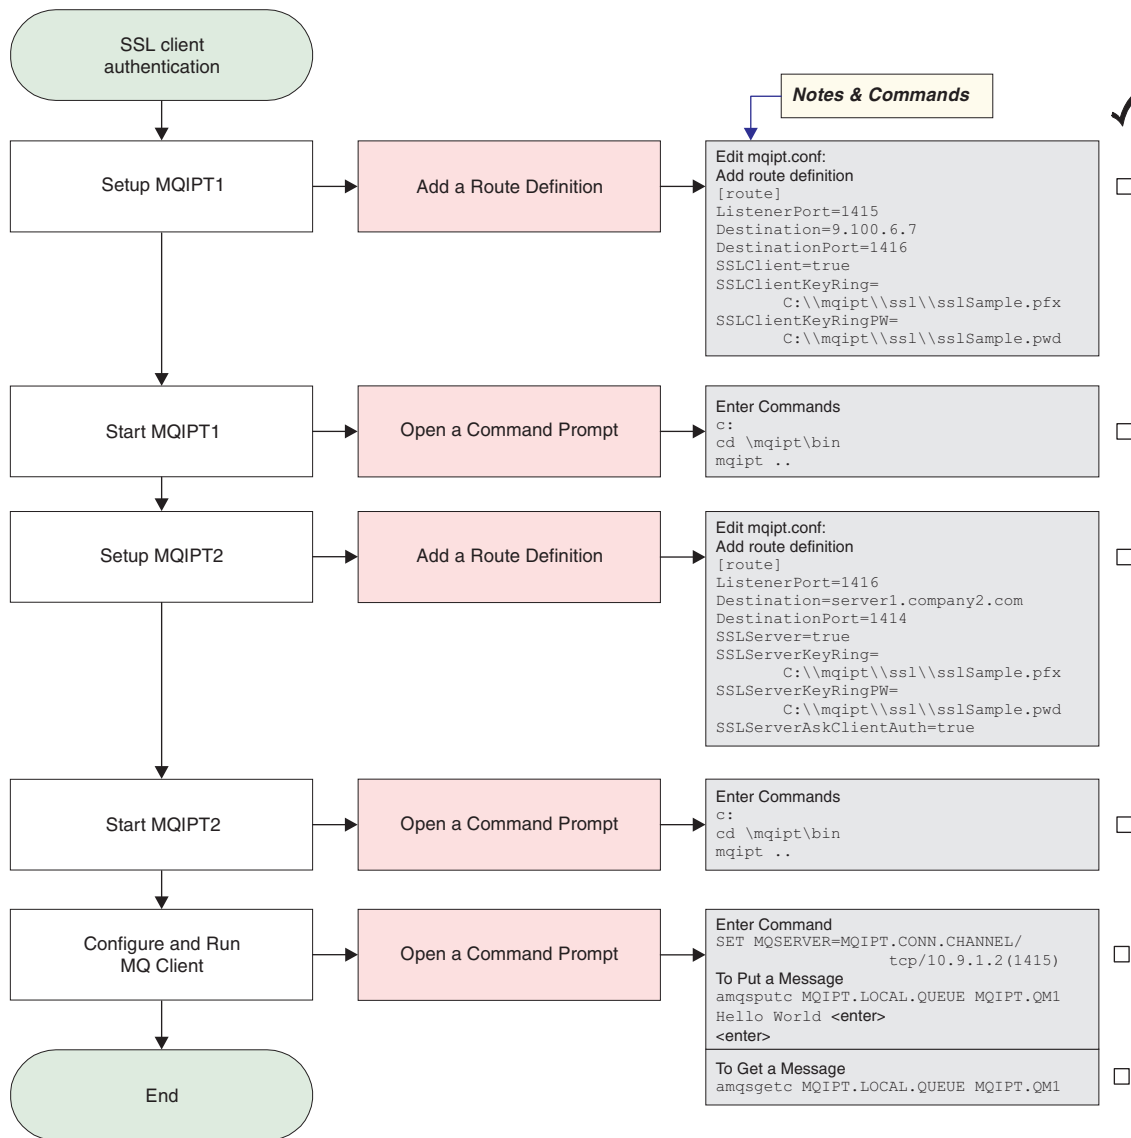 SSL client
authentication
Notes & Commands
Setup MQIPT1
Add a Route Definition
Edit mqipt.conf:
Add route definition
[route]
ListenerPort=1415
Destination=9.100.6.7
DestinationPort=1416
SSLClient=true
SSLClientKeyRing=
C:\\mqipt\\ssl\\sslSample.pfx
SSLClientKeyRingPW=
C:\\mqipt\\ssl\\sslSample.pwd
Start MQIPT1
Open a Command Prompt
Enter Commands
c:
cd \mqipt\bin
mqipt ..
Setup MQIPT2
Add a Route Definition
Edit mqipt.conf:
Add route definition
[route]
ListenerPort=1416
Destination=server1.company2.com
DestinationPort=1414
SSLServer=true
SSLServerKeyRing=
C:\\mqipt\\ssl\\sslSample.pfx
SSLServerKeyRingPW=
C:\\mqipt\\ssl\\sslSample.pwd
SSLServerAskClientAuth=true
Start MQIPT2
Open a Command Prompt
Enter Commands
c:
cd \mqipt\bin
mqipt ..
Configure and Run
MQ Client
Open a Command Prompt
Enter Command
SET MQSERVER=MQIPT.CONN.CHANNEL/
tcp/10.9.1.2(1415)
To Put a Message
amqsputc MQIPT.LOCAL.QUEUE MQIPT.QM1
Hello World <enter>
<enter>
To Get a Message
amqsgetc MQIPT.LOCAL.QUEUE MQIPT.QM1
End